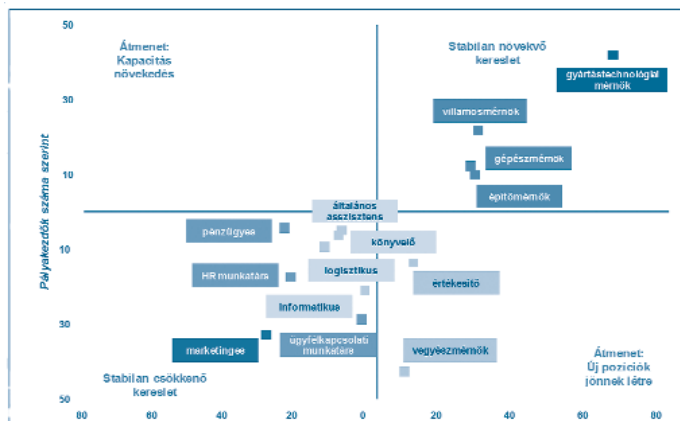 50
Átmenet:
Kapacitás
növekedés
Stabilan növekvő
kereslet
gyártástechnológiai
mérnök
30
villamosmérnök
gépészmérnök
10
építőmérnök
Pályakezdők száma szerint
általános
asszisztens
pénzügyes
könyvelő
10
logisztikus
HR munkatárs
értékesítő
informatikus
30
marketinges
ügyfélkapcsolati
munkatárs
vegyészmérnök
Átmenet:
Új pozíciók
jönnek létre
Stabilan csökkenő
kereslet
50
80 60 40 20 0 20 40 60 80